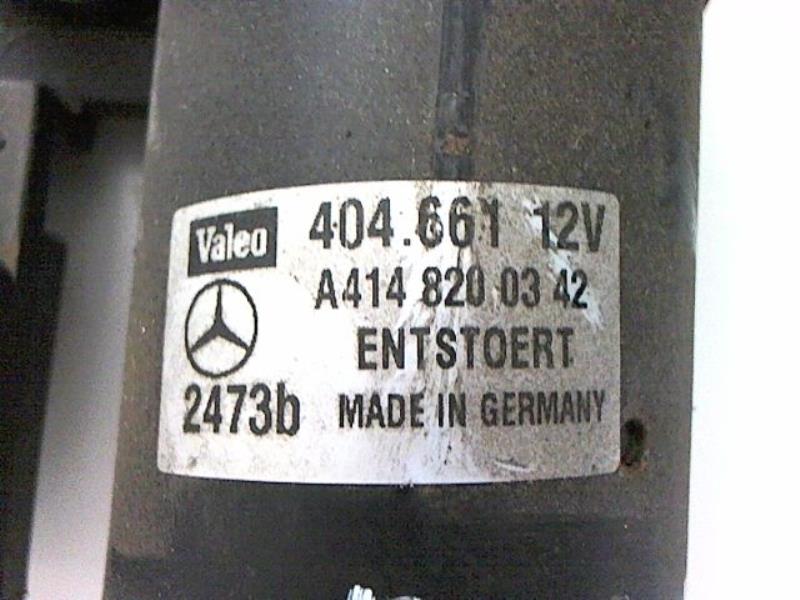 Valeo 404.661 12V
A414 820 03 42
ENTSTOERT
2473b MADE IN GERMANY